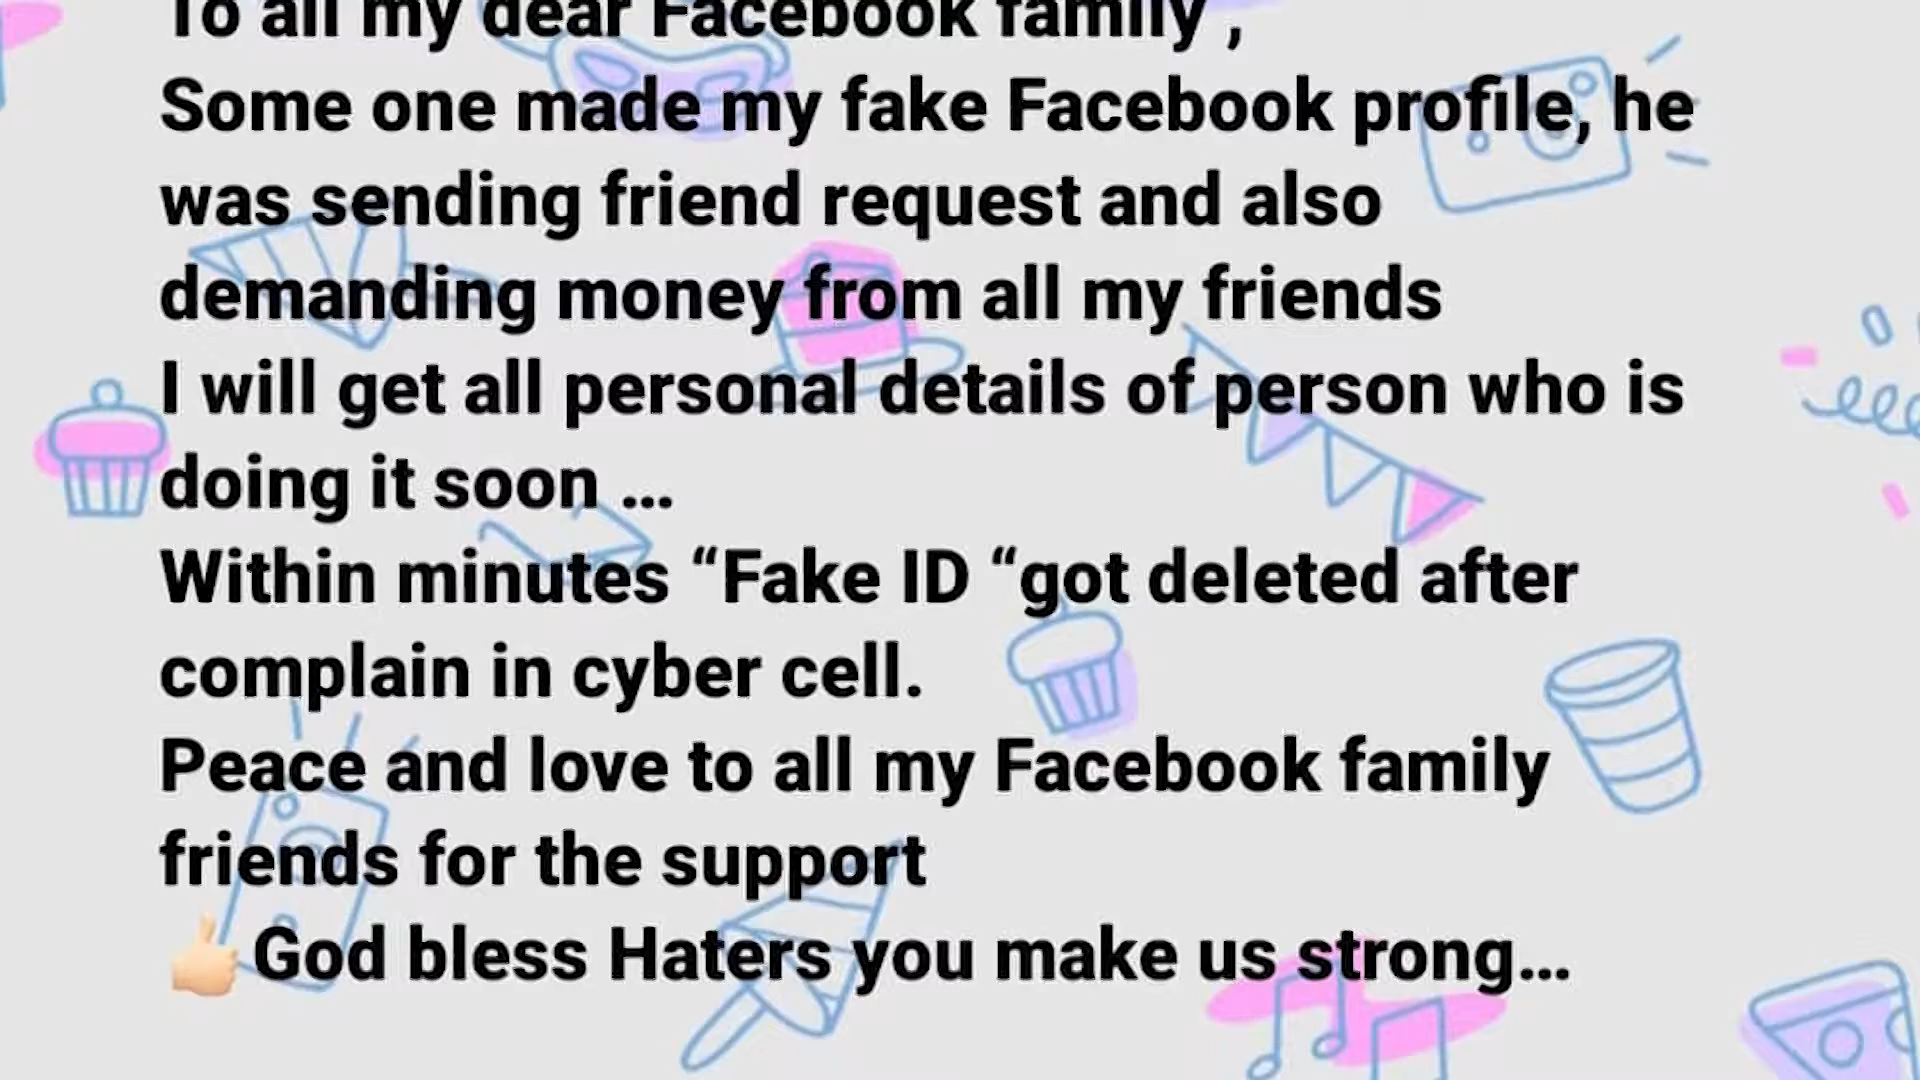 To all my dear Facebook family ,
Some one made my fake Facebook profile, he
was sending friend request and also
demanding money from all my friends
I will get all personal details of person who is
doing it soon ...
Within minutes “Fake ID “got deleted after
complain in cyber cell.
Peace and love to all my Facebook family
friends for the support
👍🏼God bless Haters you make us strong...